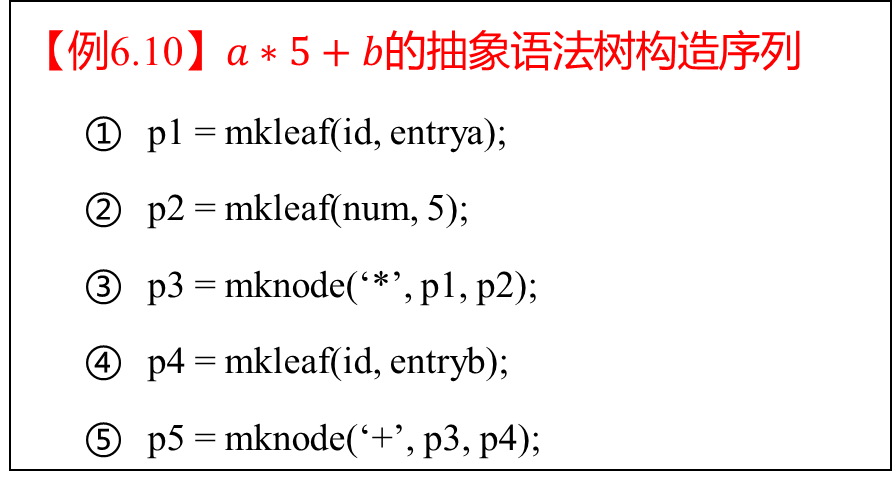 【例6.10】a ∗ 5 + b的抽象语法树构造序列
① p1 = mkleaf(id, entrya);
② p2 = mkleaf(num, 5);
③ p3 = mknode(‘*’, p1, p2);
④ p4 = mkleaf(id, entryb);
⑤ p5 = mknode(‘+’, p3, p4);